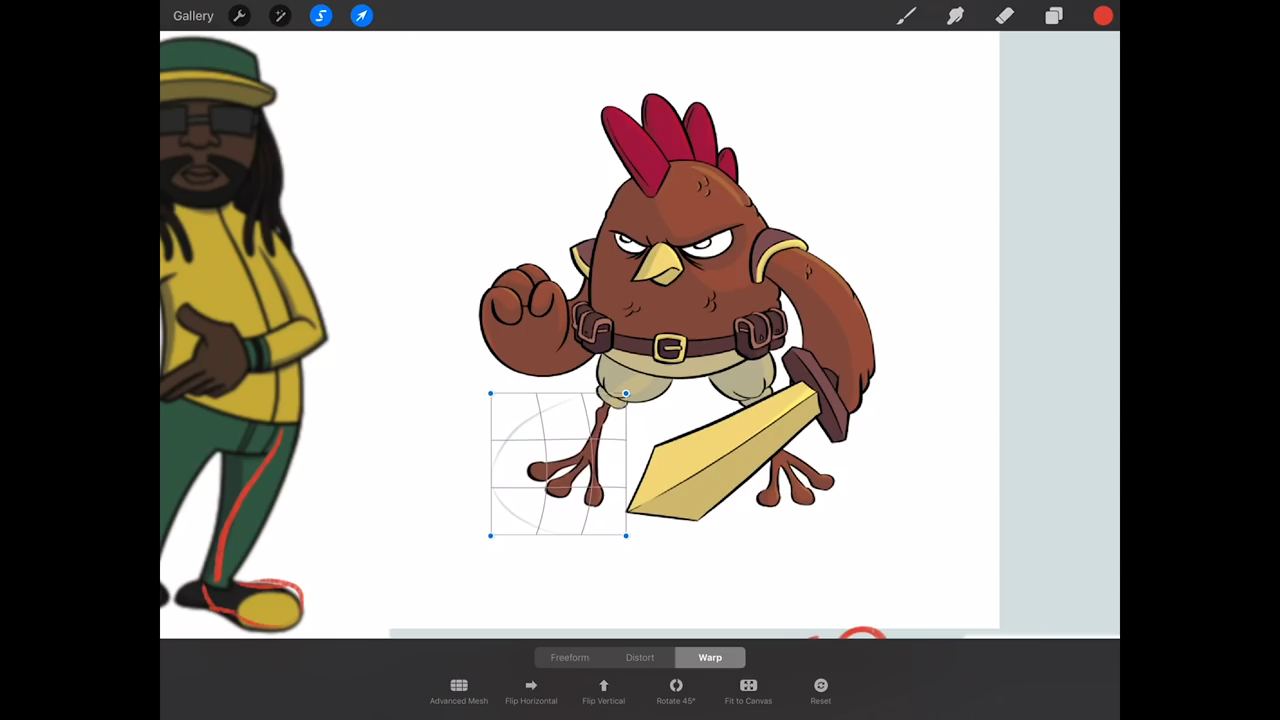 Gallery
Freeform Distort Warp
Advanced Mesh Flip Horizontal Flip Vertical Rotate 45° Fit to Canvas Reset